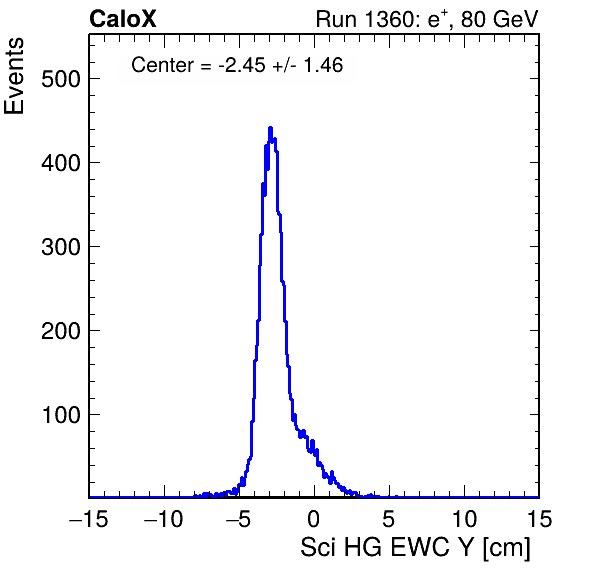 CaloX
Run 1360: e+, 80 GeV
Events
Center = -2.45 +/- 1.46
500
400
300
200
100
−15 −10 −5 0 5 10 15
Sci HG EWC Y [cm]